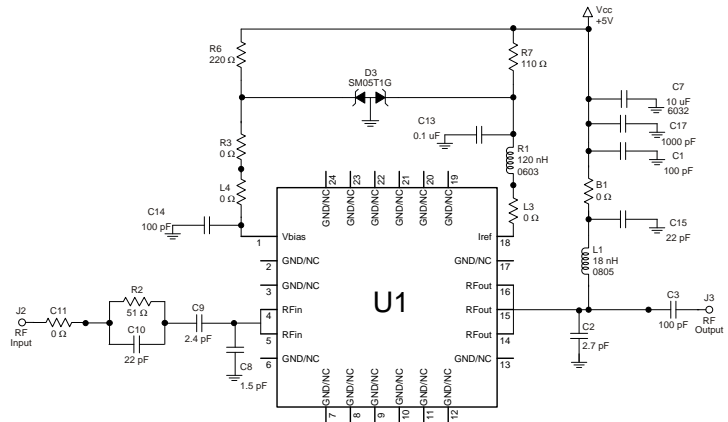 Vcc
+5V
R6
220 Ω
R7
110 Ω
D3
SM05T1G
C7
10 uF
6032
C13
0.1 uF
C17
1000 pF
R3
0 Ω
R1
120 nH
0603
C1
100 pF
L4
0 Ω
24
23
22
21
20
19
GND/NC
GND/NC
GND/NC
GND/NC
GND/NC
GND/NC
B1
0 Ω
L3
0 Ω
C14
100 pF
C15
22 pF
1
Vbias
Iref
18
L1
18 nH
0805
2
GND/NC
GND/NC
17
3
GND/NC
RFout
16
U1
R2
51 Ω
J2
RF
Input
C11
0 Ω
C9
2.4 pF
4
RFin
RFout
15
C3
100 pF
J3
RF
Output
C10
22 pF
5
RFin
RFout
14
C2
2.7 pF
C8
1.5 pF
6
GND/NC
GND/NC
13
GND/NC
GND/NC
GND/NC
GND/NC
GND/NC
GND/NC
7
8
9
10
11
12